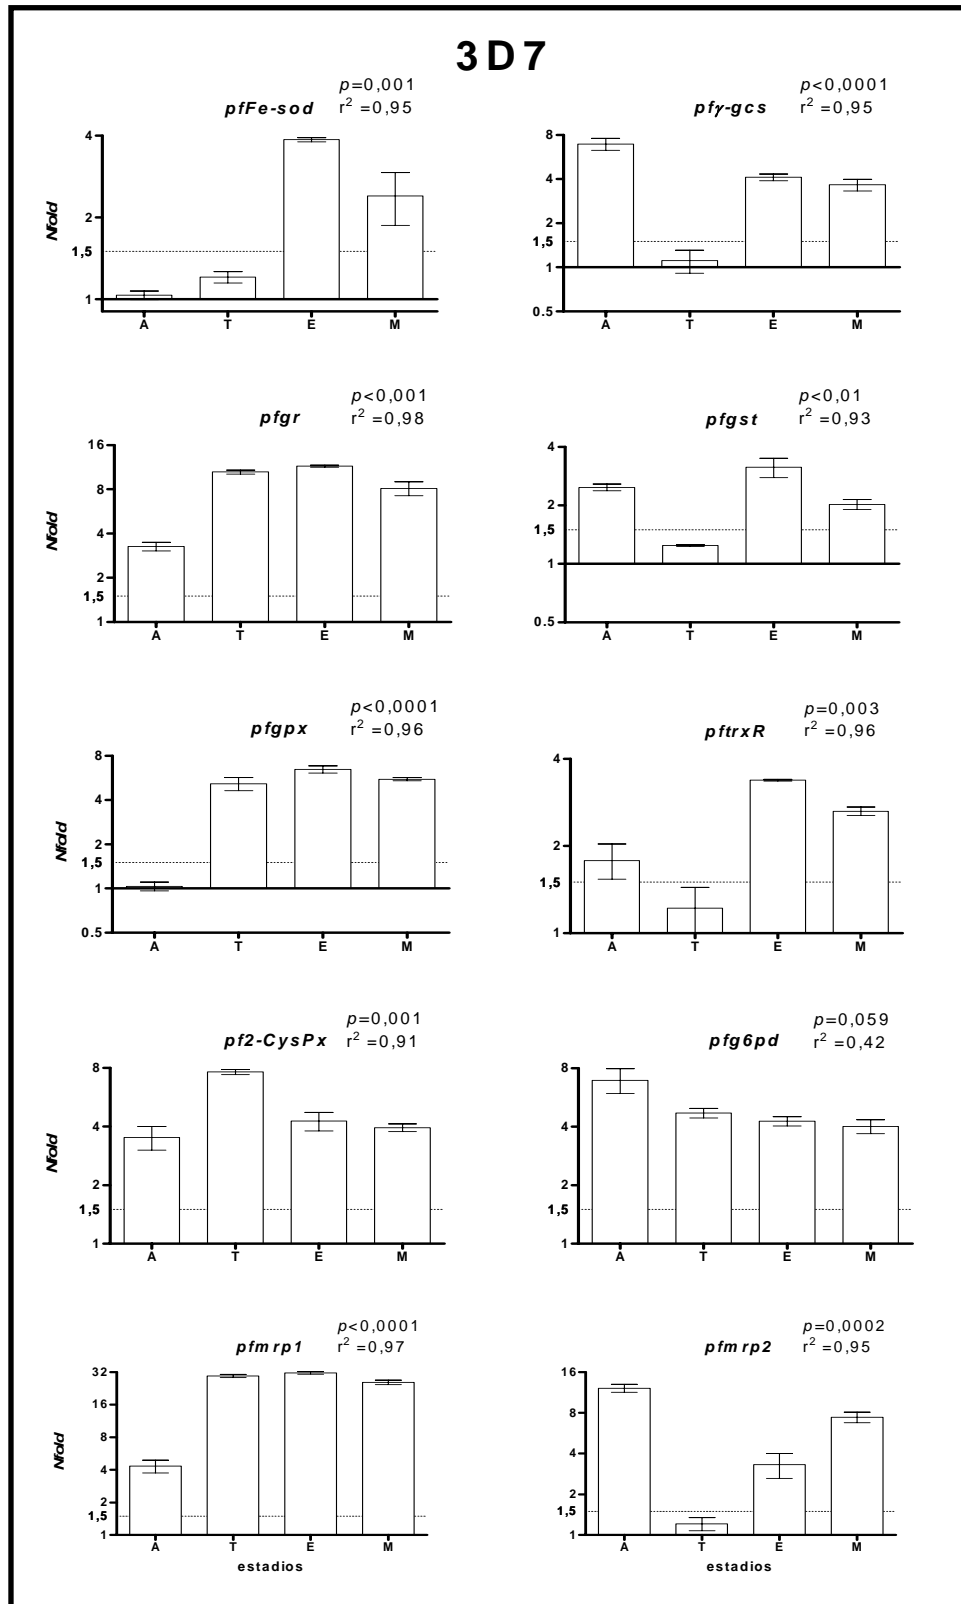 3D7
pfFe-sod
p=0,001
r² =0,95
Nfold
4
2
1,5
1
A T E M
pfγ-gcs
p<0,0001
r² =0,95
8
4
2
1,5
1
0.5
A T E M
pfgr
p<0,001
r² =0,98
Nfold
16
8
4
2
1,5
1
A T E M
pfgst
p<0,01
r² =0,93
4
2
1,5
1
0.5
A T E M
pfgpx
p<0,0001
r² =0,96
Nfold
8
4
2
1,5
1
0.5
A T E M
pftrxR
p=0,003
r² =0,96
4
2
1,5
1
A T E M
pf2-CysPx
p=0,001
r² =0,91
Nfold
8
4
2
1,5
1
A T E M
pfg6pd
p=0,059
r² =0,42
8
4
2
1,5
1
A T E M
pfmrp1
p<0,0001
r² =0,97
Nfold
32
16
8
4
2
1,5
1
A T E M
estadios
pfmrp2
p=0,0002
r² =0,95
16
8
4
2
1,5
1
A T E M
estadios